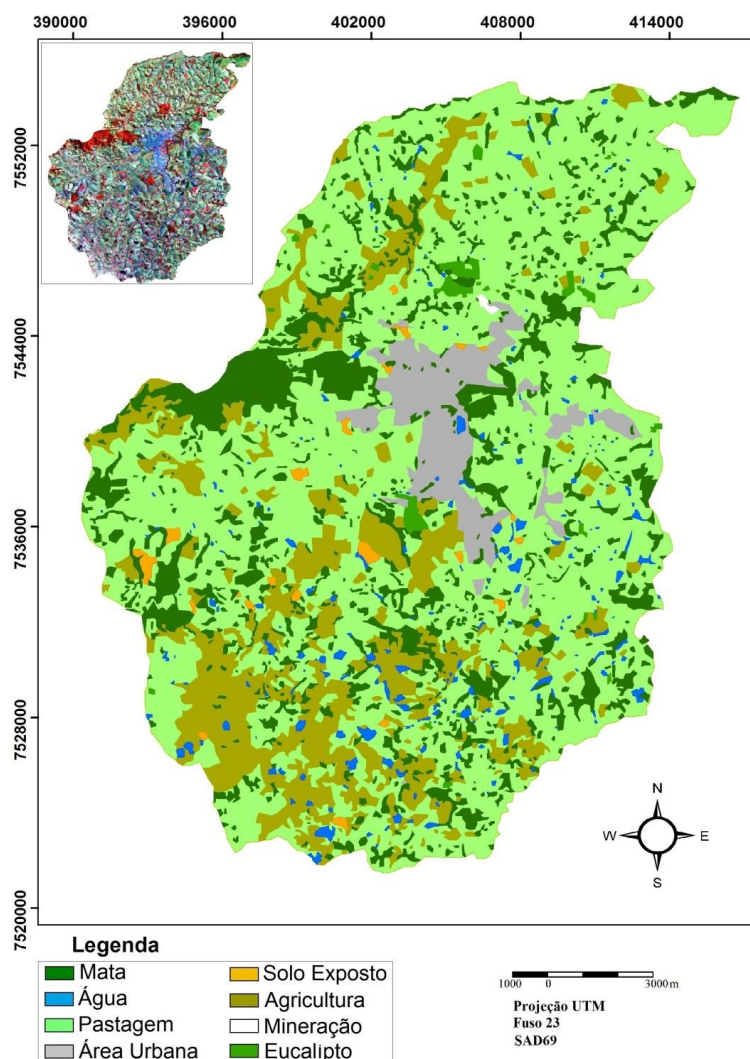 390000 396000 402000 408000 414000
7552000
7544000
7536000
7528000
7520000
N
W E
S
Legenda
Mata
Água
Pastagem
Área Urbana
Solo Exposto
Agricultura
Mineração
Eucalipto
1000 0 3000m
Projeção UTM
Fuso 23
SAD69